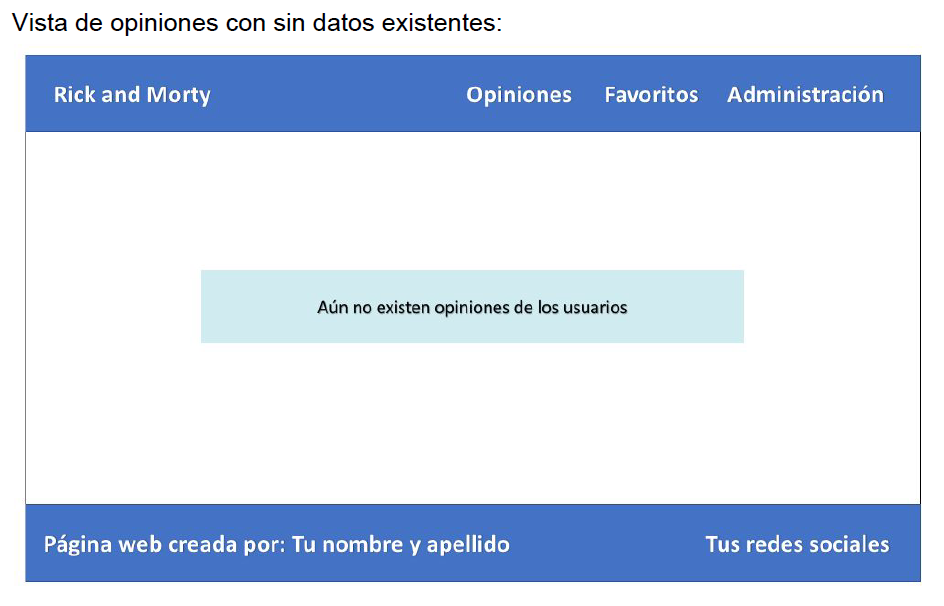 Vista de opiniones con sin datos existentes:
Rick and Morty Opiniones Favoritos Administración
Aún no existen opiniones de los usuarios
Página web creada por: Tu nombre y apellido Tus redes sociales